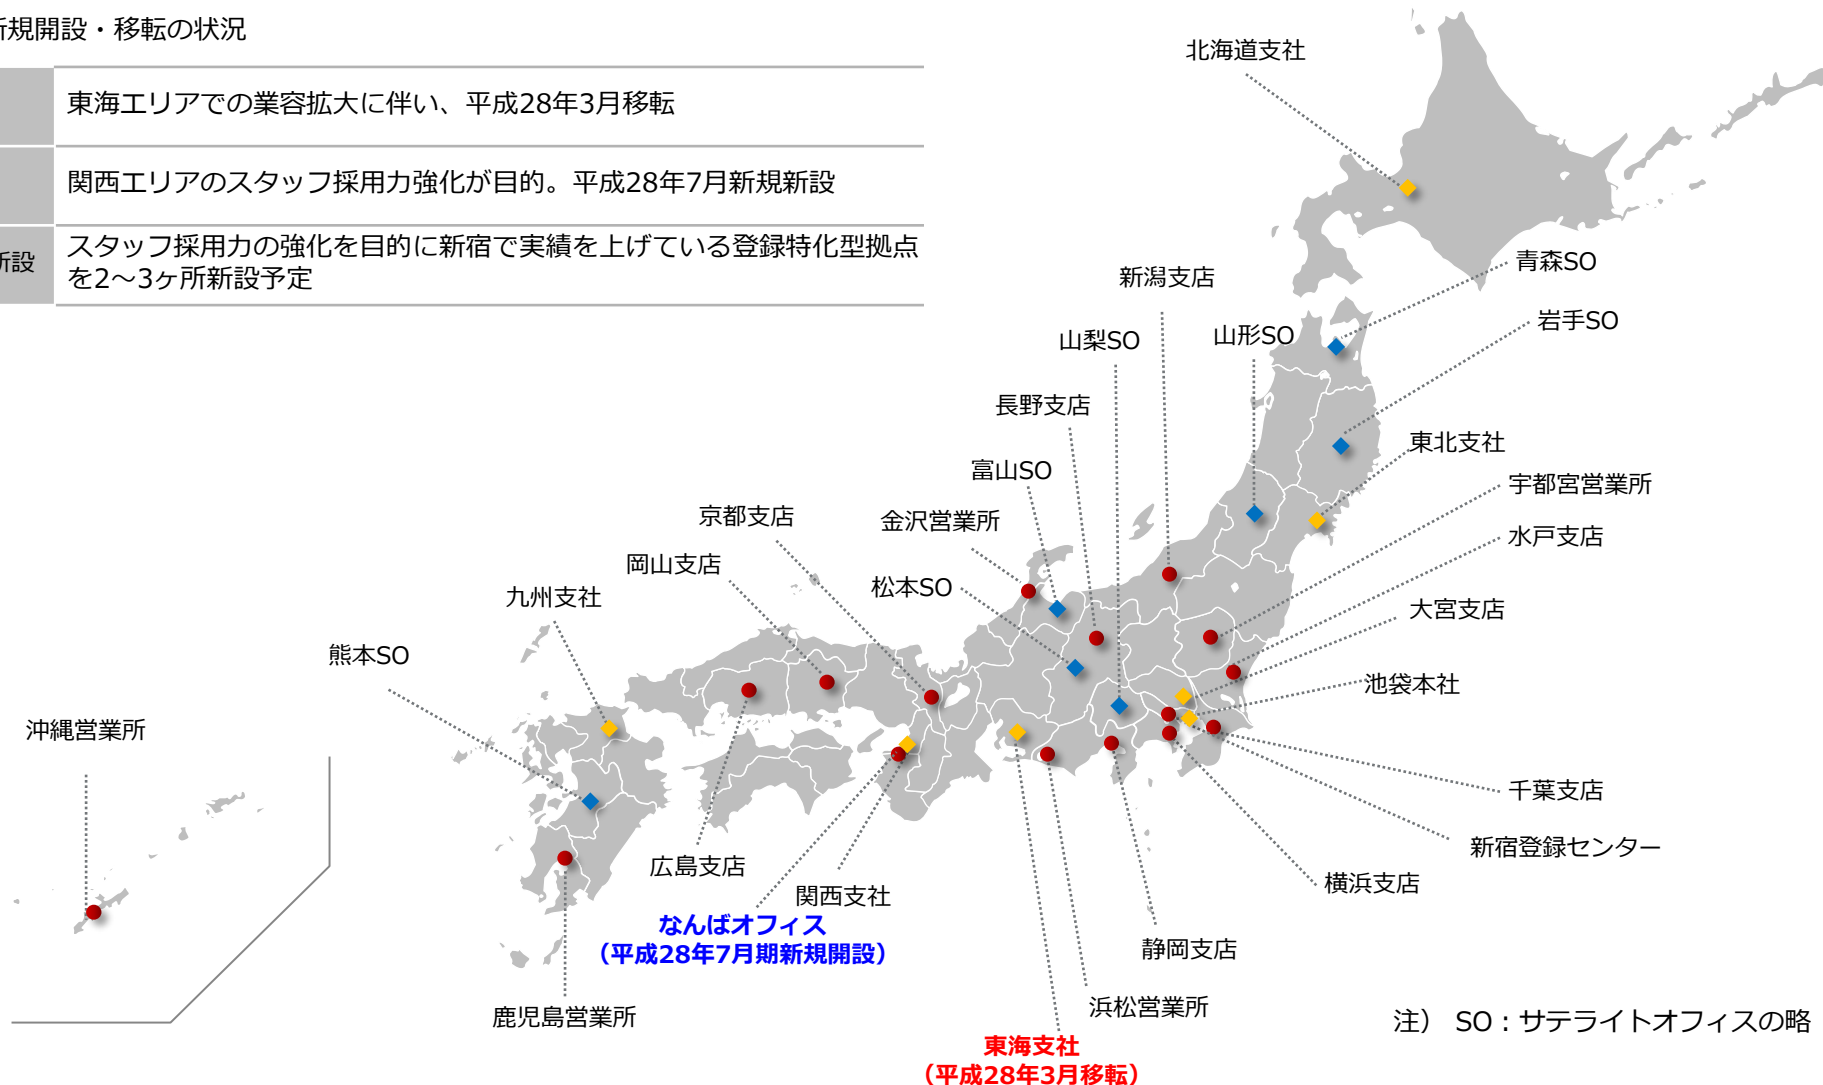 新規開設・移転の状況
東海エリアでの業容拡大に伴い、平成28年3月移転
関西エリアのスタッフ採用力強化が目的。平成28年7月新規新設
新設
スタッフ採用力の強化を目的に新宿で実績を上げている登録特化型拠点
を2～3ヶ所新設予定
北海道支社
青森SO
新潟支店
岩手SO
山梨SO
山形SO
長野支店
東北支社
富山SO
宇都宮営業所
京都支店
金沢営業所
水戸支店
岡山支店
松本SO
九州支社
大宮支店
熊本SO
池袋本社
沖縄営業所
千葉支店
新宿登録センター
広島支店
横浜支店
関西支社
なんばオフィス
（平成28年7月期新規開設）
静岡支店
浜松営業所
鹿児島営業所
東海支社
（平成28年3月移転）
注） SO：サテライトオフィスの略